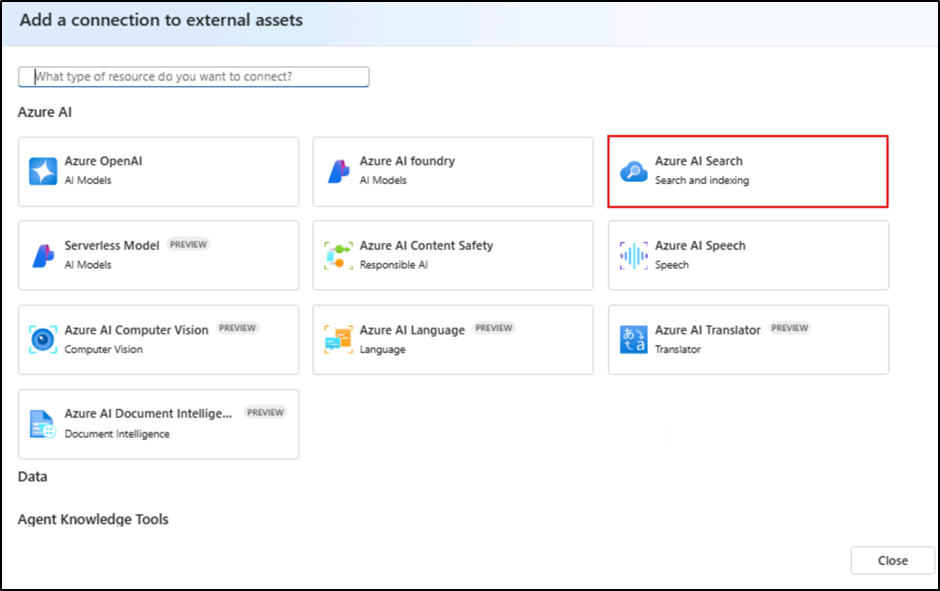 Add a connection to external assets
What type of resource do you want to connect?
Azure AI
Azure OpenAI
AI Models
Azure AI foundry
AI Models
Azure AI Search
Search and indexing
Serverless Model PREVIEW
AI Models
Azure AI Content Safety
Responsible AI
Azure AI Speech
Speech
Azure AI Computer Vision PREVIEW
Computer Vision
Azure AI Language PREVIEW
Language
Azure AI Translator PREVIEW
Translator
Azure AI Document Intellige... PREVIEW
Document Intelligence
Data
Agent Knowledge Tools
Close